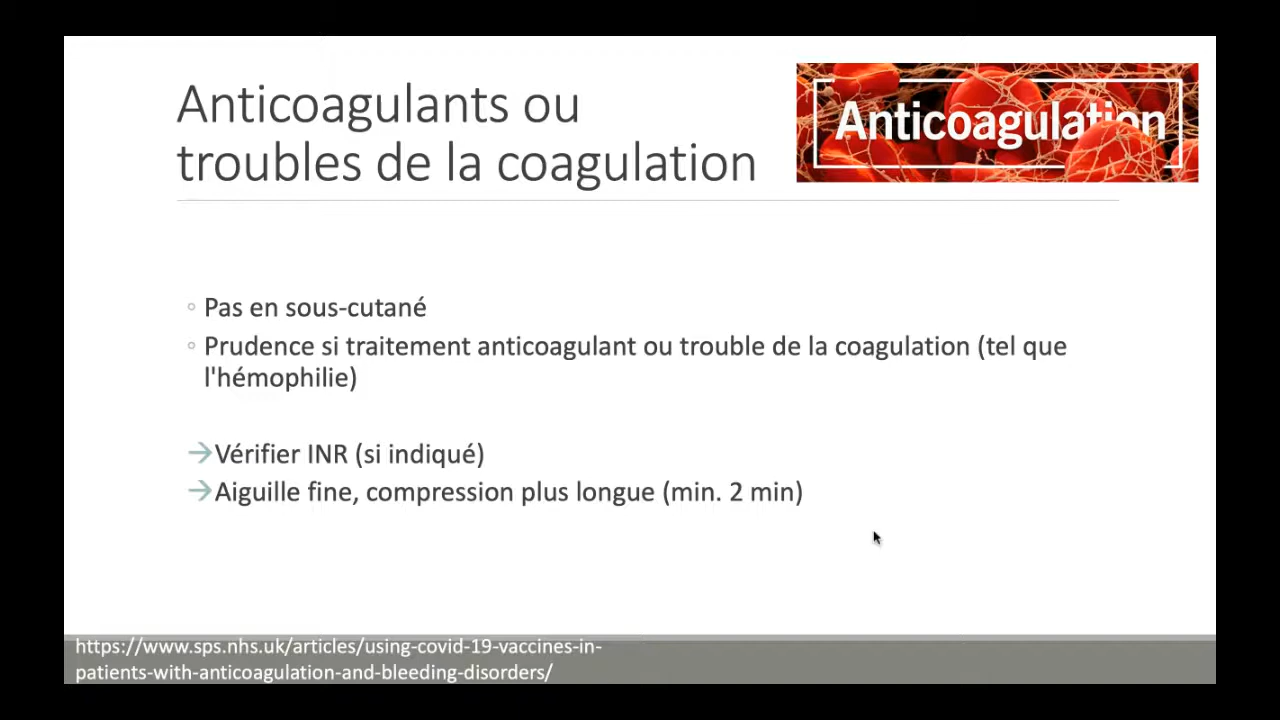 Anticoagulants ou
troubles de la coagulation
Anticoagulation
◦ Pas en sous-cutané
◦ Prudence si traitement anticoagulant ou trouble de la coagulation (tel que
l'hémophilie)
→Vérifier INR (si indiqué)
→Aiguille fine, compression plus longue (min. 2 min)
https://www.sps.nhs.uk/articles/using-covid-19-vaccines-in-
patients-with-anticoagulation-and-bleeding-disorders/